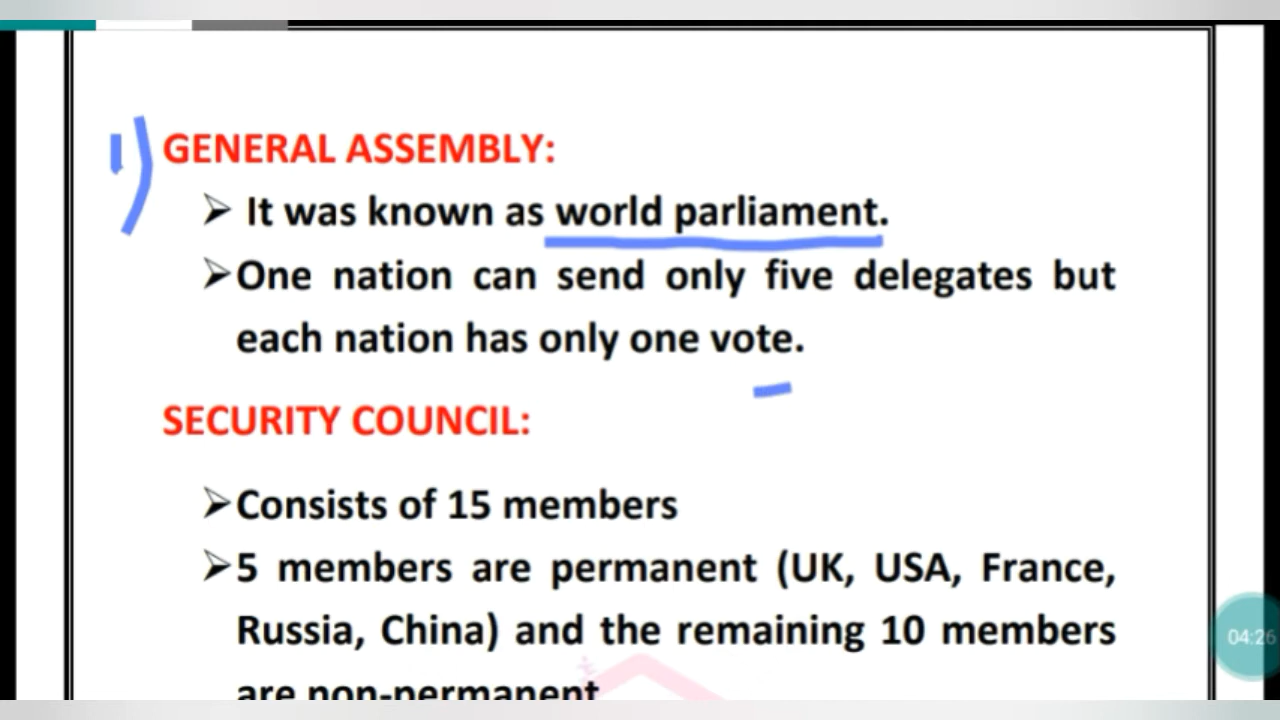 1)
GENERAL ASSEMBLY:
➢ It was known as world parliament.
➢One nation can send only five delegates but
each nation has only one vote.
SECURITY COUNCIL:
➢Consists of 15 members
➢5 members are permanent (UK, USA, France,
Russia, China) and the remaining 10 members
are non-permanent
04:26